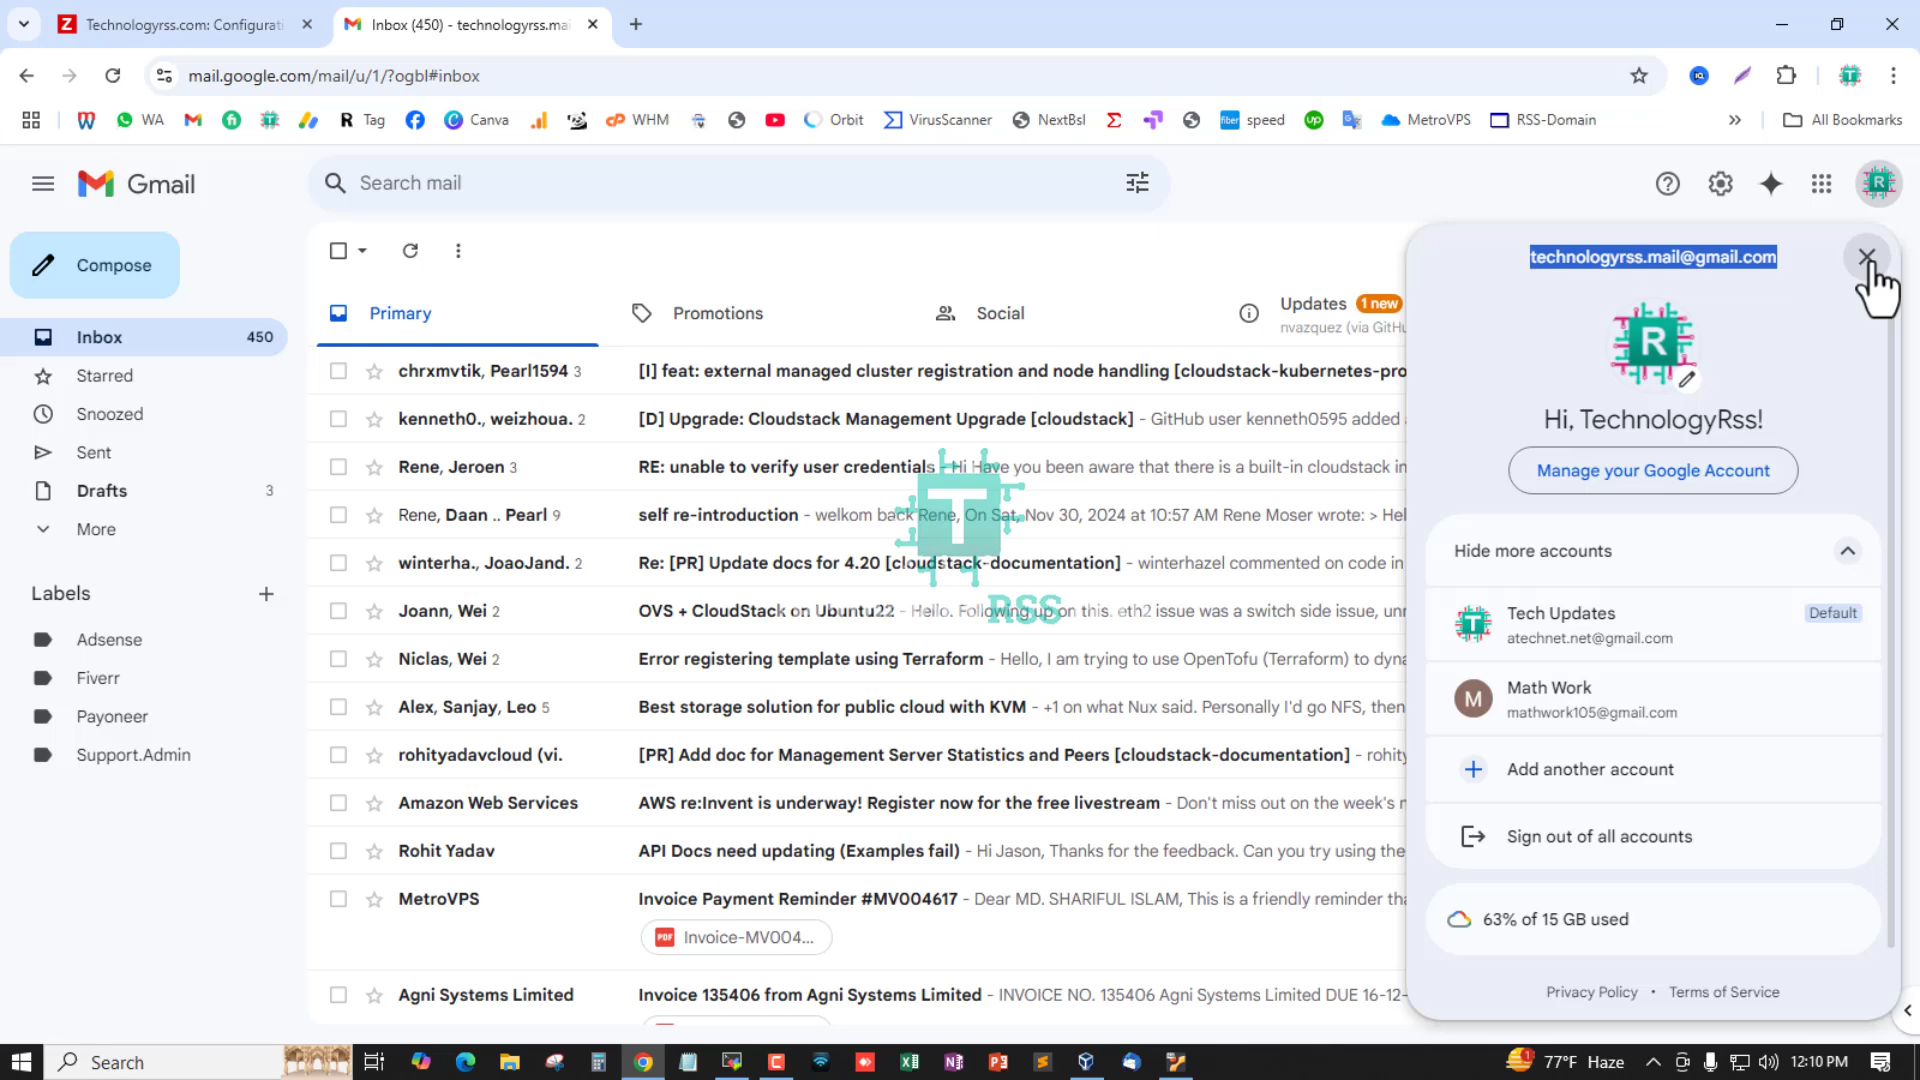 Technologyrss.com: Configurati
Inbox (450) - technologyrss.mai
mail.google.com/mail/u/1/?ogbl#inbox
WA
Tag
Canva
WHM
Orbit
VirusScanner
NextBsl
speed
MetroVPS
RSS-Domain
All Bookmarks
Gmail
Search mail
Compose
Inbox 450
Starred
Snoozed
Sent
Drafts 3
More
Labels
Adsense
Fiverr
Payoneer
Support.Admin
Primary
Promotions
Social
Updates 1 new
nvazquez (via GitHu
chrxmvtik, Pearl1594 3 [I] feat: external managed cluster registration and node handling [cloudstack-kubernetes-pro
kenneth0., weizhoua. 2 [D] Upgrade: Cloudstack Management Upgrade [cloudstack] - GitHub user kenneth0595 added
Rene, Jeroen 3 RE: unable to verify user credentials - Hi Have you been aware that there is a built-in cloudstack in
Rene, Daan .. Pearl 9 self re-introduction - welkom back Rene, On Sat, Nov 30, 2024 at 10:57 AM Rene Moser wrote: > Hel
winterha., JoaoJand. 2 Re: [PR] Update docs for 4.20 [cloudstack-documentation] - winterhazel commented on code in
Joann, Wei 2 OVS + CloudStack on Ubuntu22 - Hello. Following up on this. eth2 issue was a switch side issue, unr
Niclas, Wei 2 Error registering template using Terraform - Hello, I am trying to use OpenTofu (Terraform) to dyna
Alex, Sanjay, Leo 5 Best storage solution for public cloud with KVM - +1 on what Nux said. Personally I'd go NFS, then
rohityadavcloud (vi. [PR] Add doc for Management Server Statistics and Peers [cloudstack-documentation] - rohity
Amazon Web Services AWS re:Invent is underway! Register now for the free livestream - Don't miss out on the week's
Rohit Yadav API Docs need updating (Examples fail) - Hi Jason, Thanks for the feedback. Can you try using the
MetroVPS Invoice Payment Reminder #MV004617 - Dear MD. SHARIFUL ISLAM, This is a friendly reminder tha
PDF Invoice-MV004...
Agni Systems Limited Invoice 135406 from Agni Systems Limited - INVOICE NO. 135406 Agni Systems Limited DUE 16-12-
T
RSS
technologyrss.mail@gmail.com
R
Hi, TechnologyRss!
Manage your Google Account
Hide more accounts
Tech Updates Default
atechnet.net@gmail.com
M Math Work
mathwork105@gmail.com
Add another account
Sign out of all accounts
63% of 15 GB used
Privacy Policy • Terms of Service
Search
77°F Haze
12:10 PM